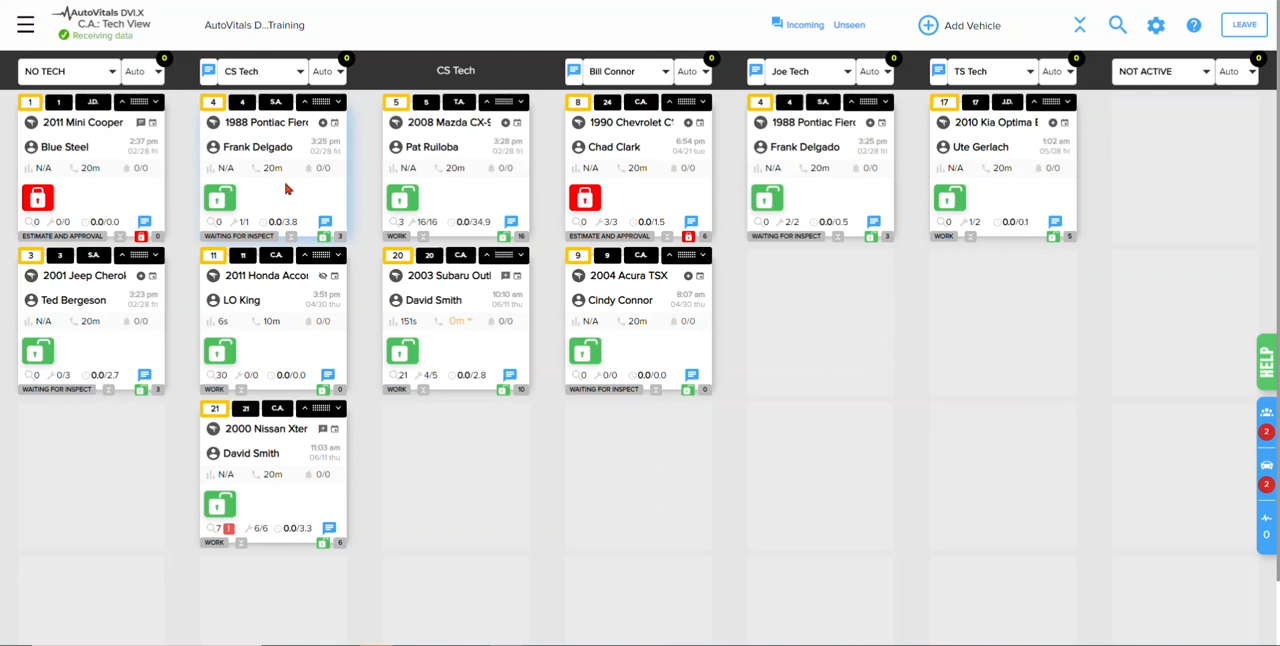 AutoVitals DVI.X
C.A.: Tech View
Receiving data
AutoVitals D...Training
Incoming Unseen
Add Vehicle
LEAVE
NO TECH Auto 0
CS Tech Auto 0
CS Tech
Bill Connor Auto 0
Joe Tech Auto 0
TS Tech Auto 0
NOT ACTIVE Auto 0
1 1 J.D.
2011 Mini Cooper
Blue Steel 2:37 pm
02/28 fri
N/A 20m 0/0
0 0/0 0.0/0.0
ESTIMATE AND APPROVAL 0
3 3 S.A.
2001 Jeep Cherok
Ted Bergeson 3:23 pm
02/28 fri
N/A 20m 0/0
0 0/3 0.0/2.7
WAITING FOR INSPECT 3
4 4 S.A.
1988 Pontiac Fierc
Frank Delgado 3:25 pm
02/28 fri
N/A 20m 0/0
0 1/1 0.0/3.8
WAITING FOR INSPECT 3
11 11 C.A.
2011 Honda Accor
LO King 3:51 pm
04/30 thu
6s 10m 0/0
30 0/0 0.0/0.0
WORK 0
21 21 C.A.
2000 Nissan Xter
David Smith 11:03 am
06/11 thu
N/A 20m 0/0
7 ! 6/6 0.0/3.3
WORK 6
5 5 T.A.
2008 Mazda CX-9
Pat Ruiloba 3:28 pm
02/28 fri
N/A 20m 0/0
3 16/16 0.0/34.9
WORK 16
20 20 C.A.
2003 Subaru Outl
David Smith 10:10 am
06/11 thu
151s 0m 0/0
21 4/5 0.0/2.8
WORK 10
8 24 C.A.
1990 Chevrolet C1
Chad Clark 6:54 pm
04/21 tue
N/A 20m 0/0
0 3/3 0.0/1.5
ESTIMATE AND APPROVAL 6
9 9 C.A.
2004 Acura TSX
Cindy Connor 8:07 am
04/30 thu
N/A 20m 0/0
0 0/0 0.0/0.0
WAITING FOR INSPECT 0
4 4 S.A.
1988 Pontiac Fierc
Frank Delgado 3:25 pm
02/28 fri
N/A 20m 0/0
0 2/2 0.0/0.5
WAITING FOR INSPECT 3
17 17 J.D.
2010 Kia Optima E
Ute Gerlach 1:02 am
05/08 fri
N/A 20m 0/0
0 1/2 0.0/0.1
WORK 5
HELP
2
2
0